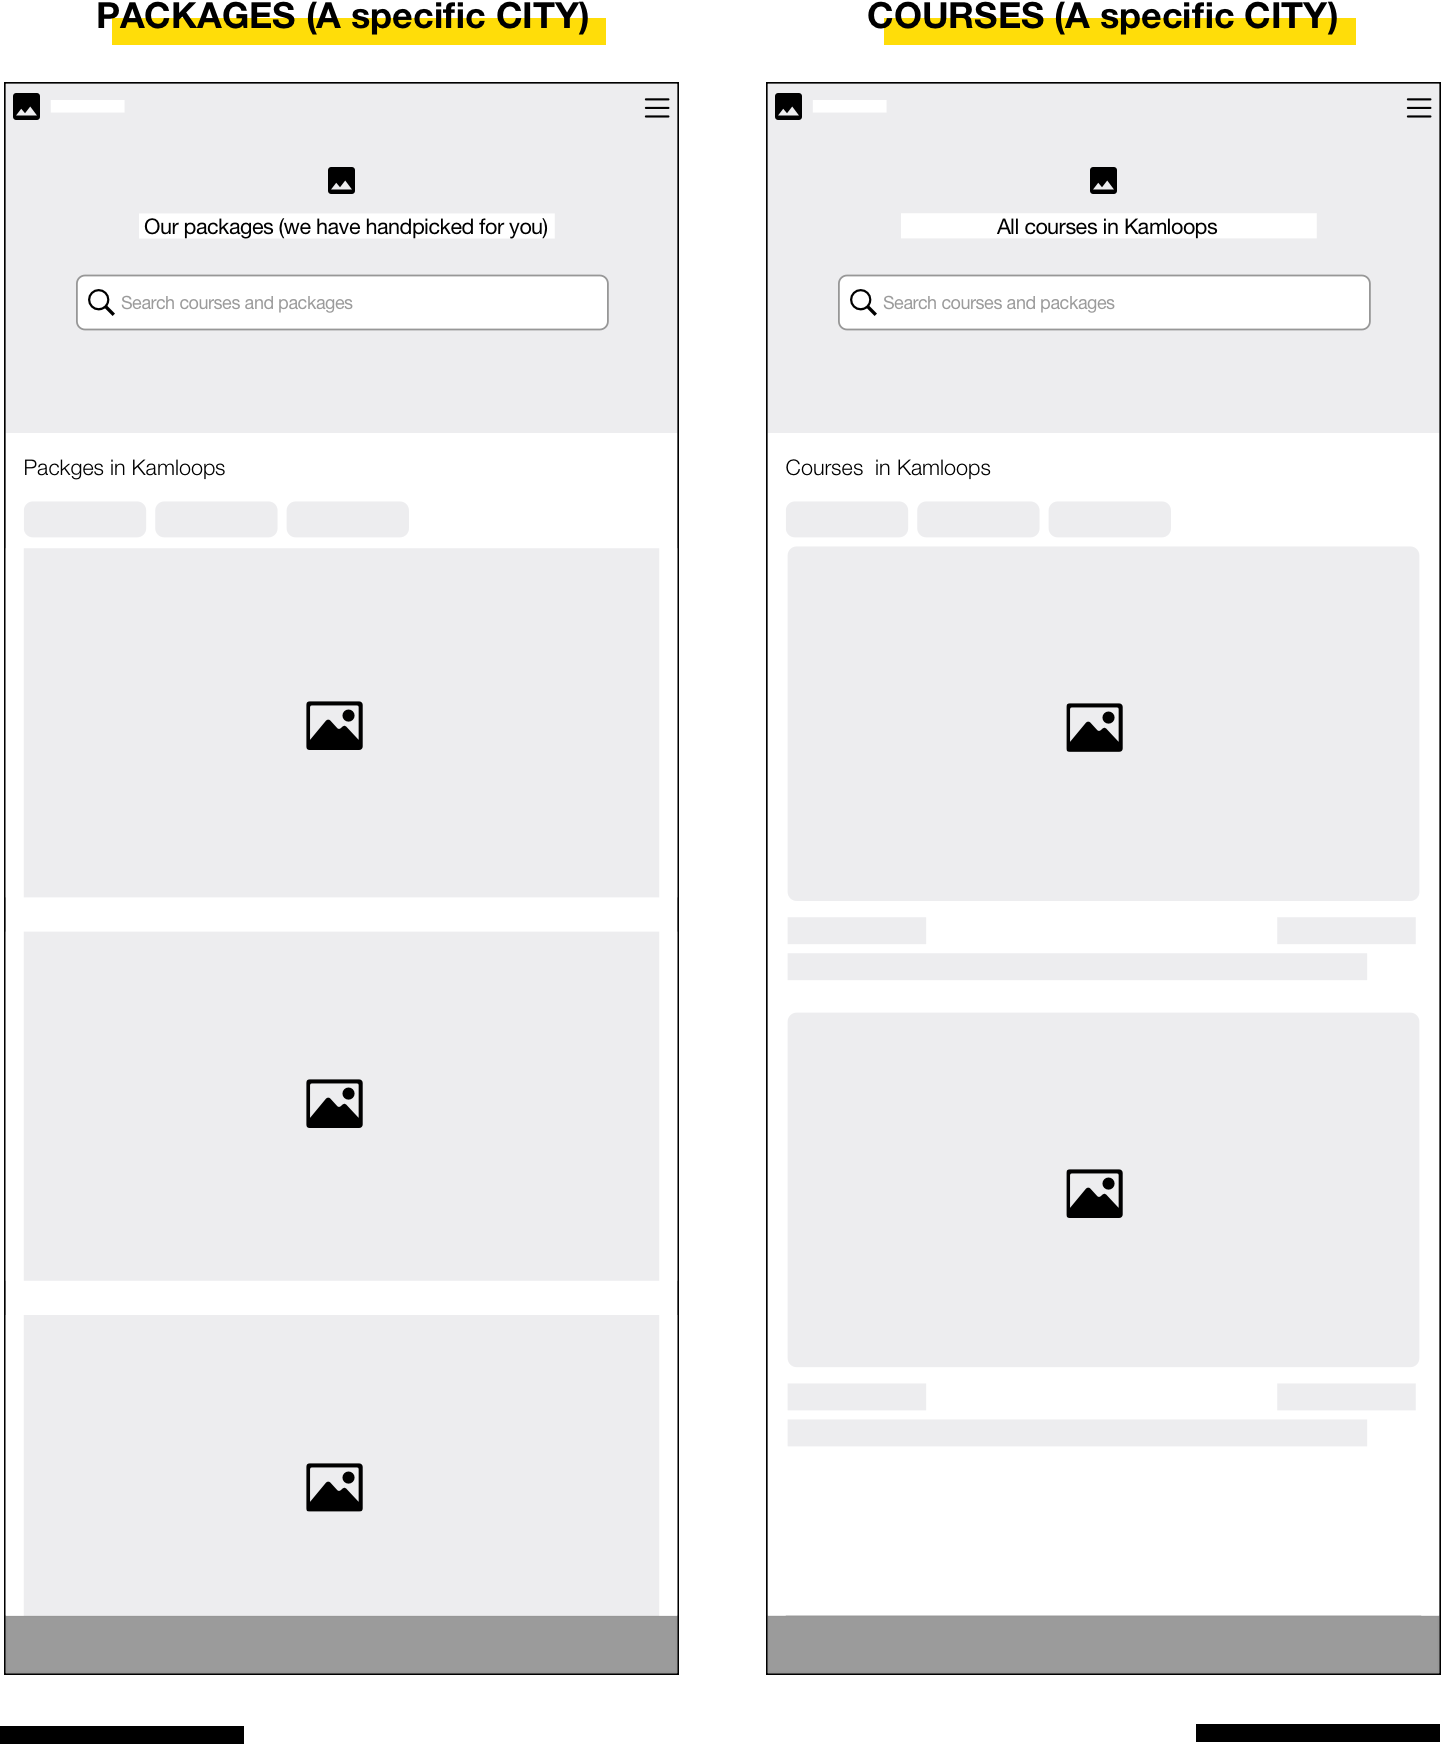 PACKAGES (A specific CITY)
Our packages (we have handpicked for you)
Search courses and packages
Packges in Kamloops
COURSES (A specific CITY)
All courses in Kamloops
Search courses and packages
Courses  in Kamloops